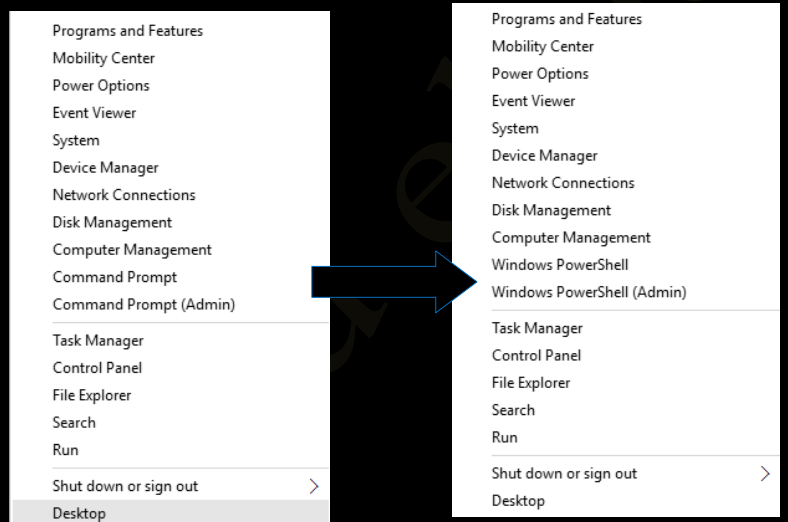 Programs and Features
Mobility Center
Power Options
Event Viewer
System
Device Manager
Network Connections
Disk Management
Computer Management
Command Prompt
Command Prompt (Admin)
Task Manager
Control Panel
File Explorer
Search
Run
Shut down or sign out
Desktop
Programs and Features
Mobility Center
Power Options
Event Viewer
System
Device Manager
Network Connections
Disk Management
Computer Management
Windows PowerShell
Windows PowerShell (Admin)
Task Manager
Control Panel
File Explorer
Search
Run
Shut down or sign out
Desktop